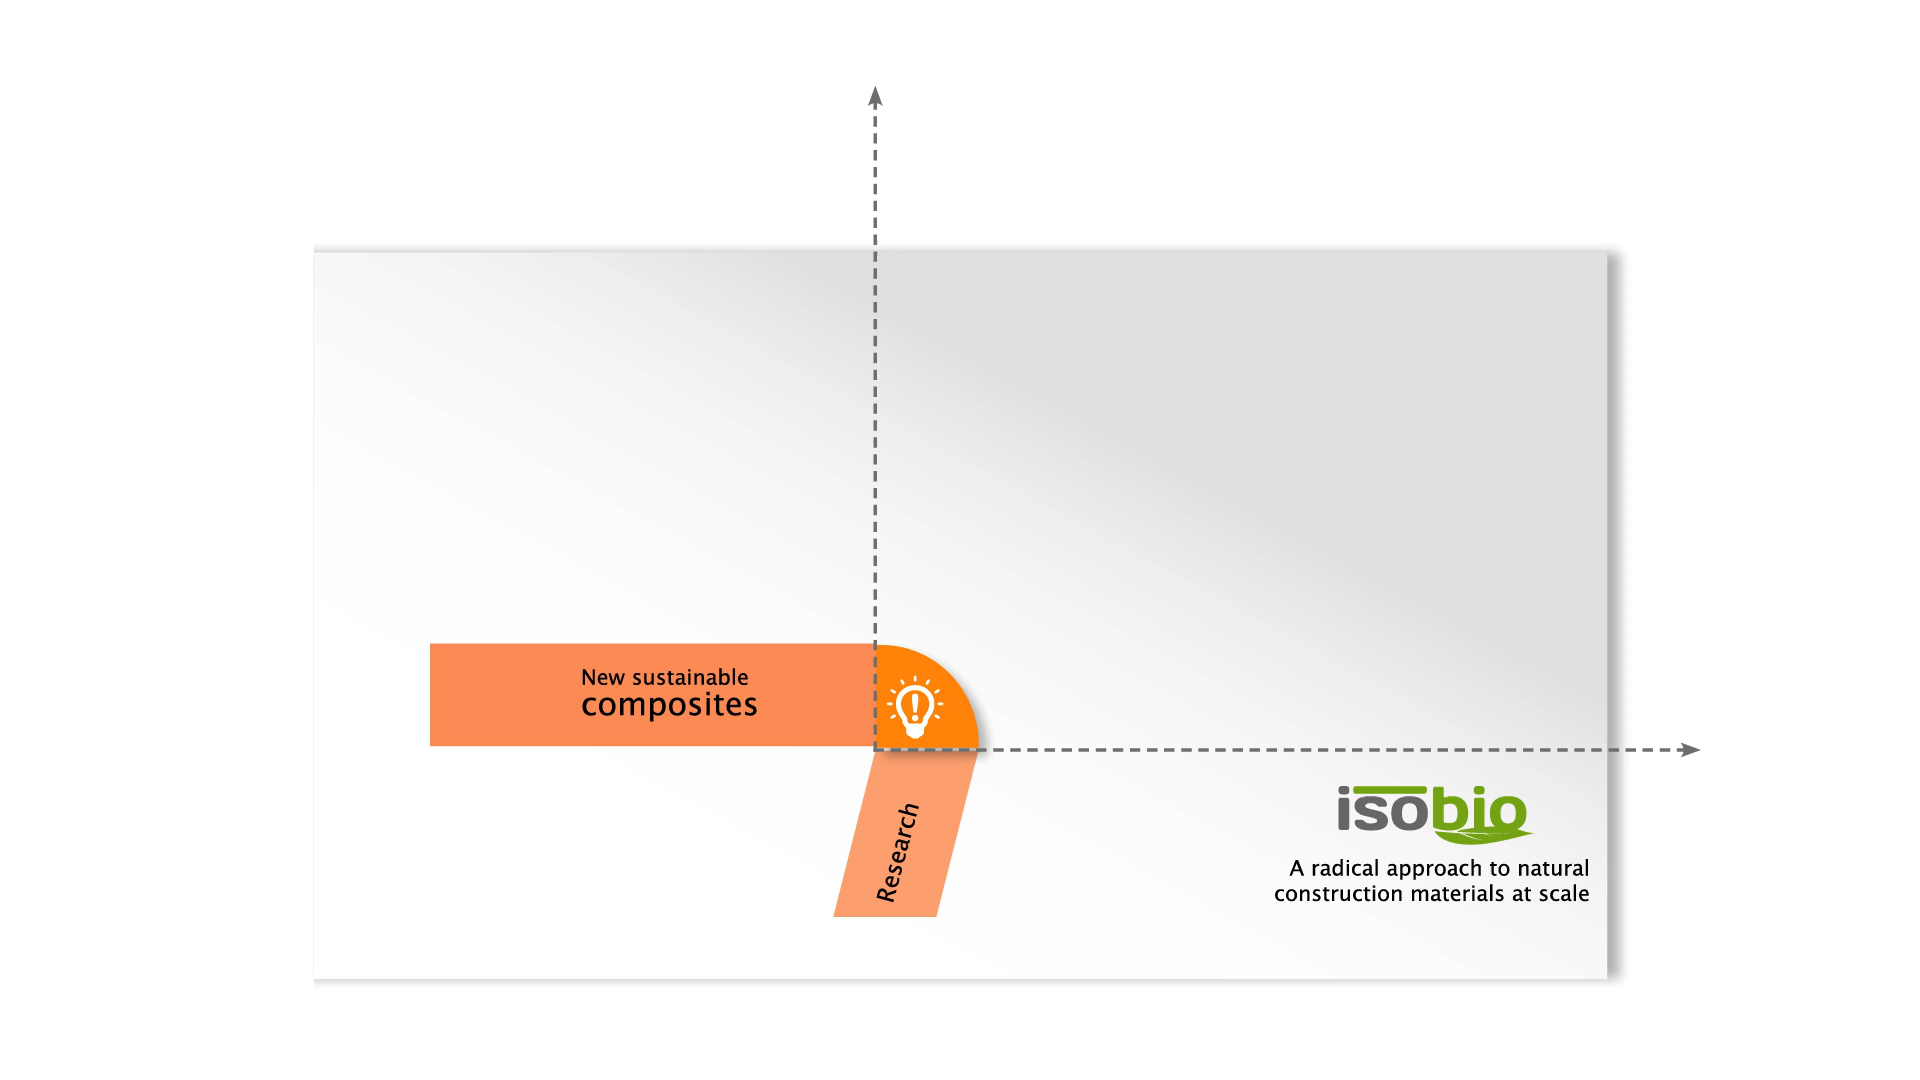 New sustainable
composites
Research
isobio
A radical approach to natural
construction materials at scale